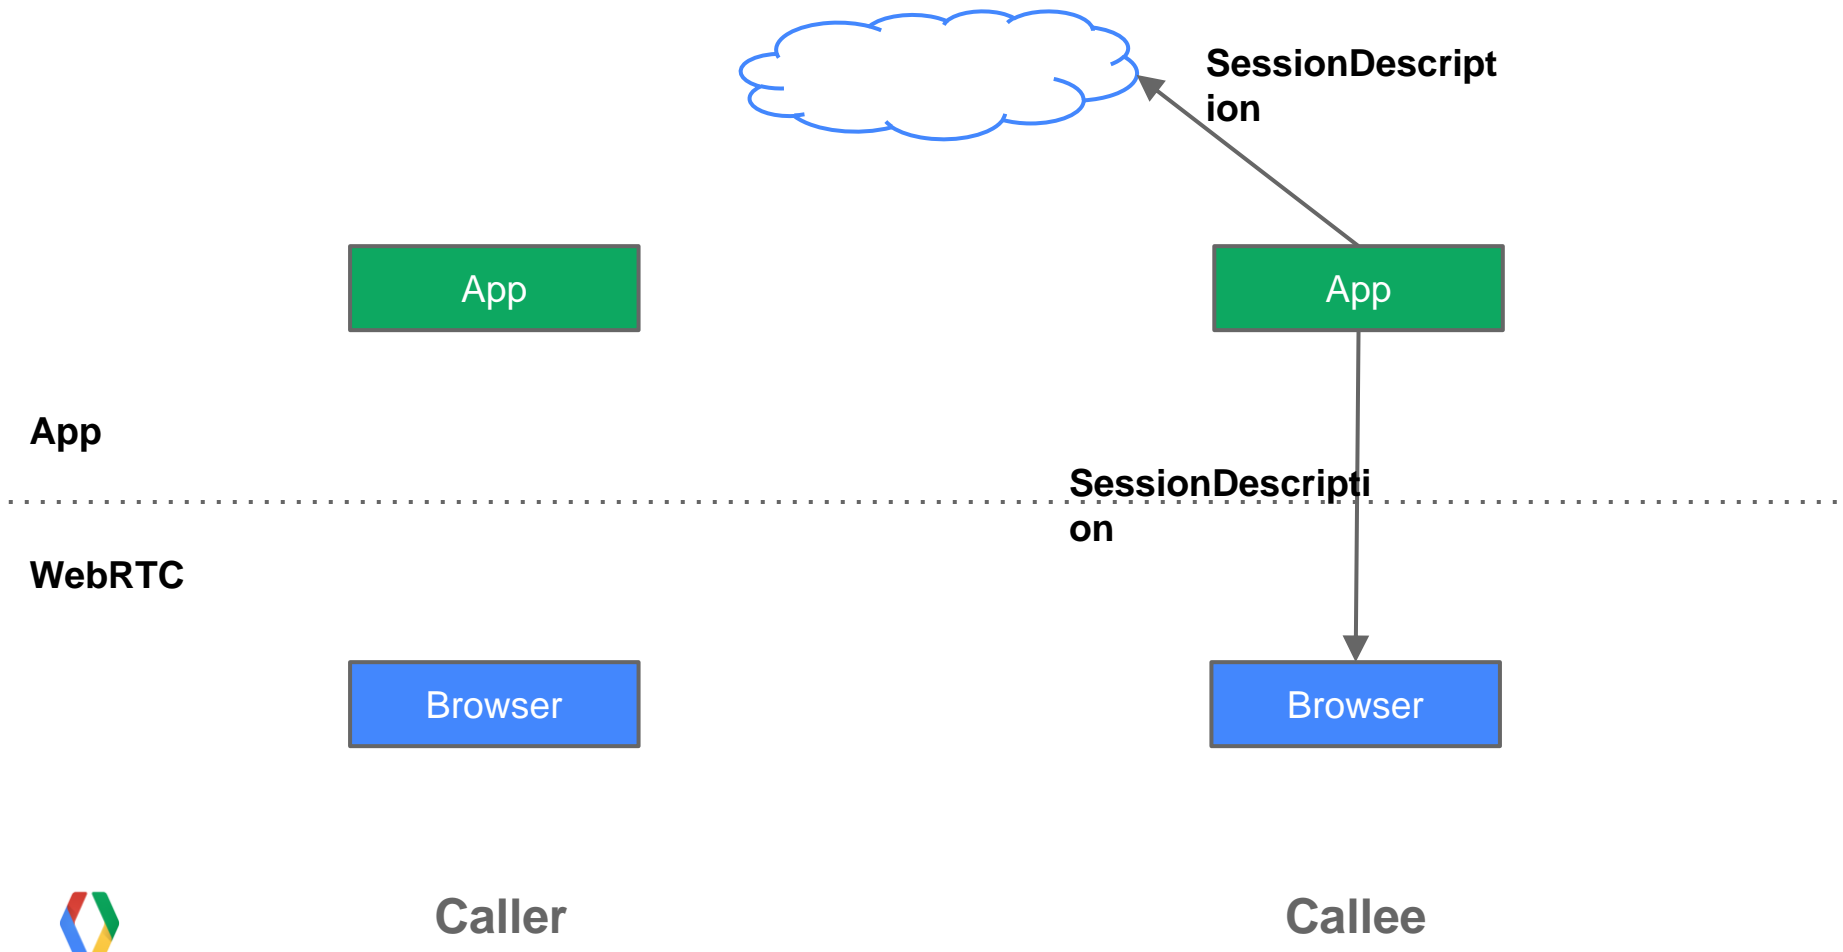 SessionDescript
ion
App
App
App
SessionDescripti
on
WebRTC
Browser
Browser
Caller
Callee